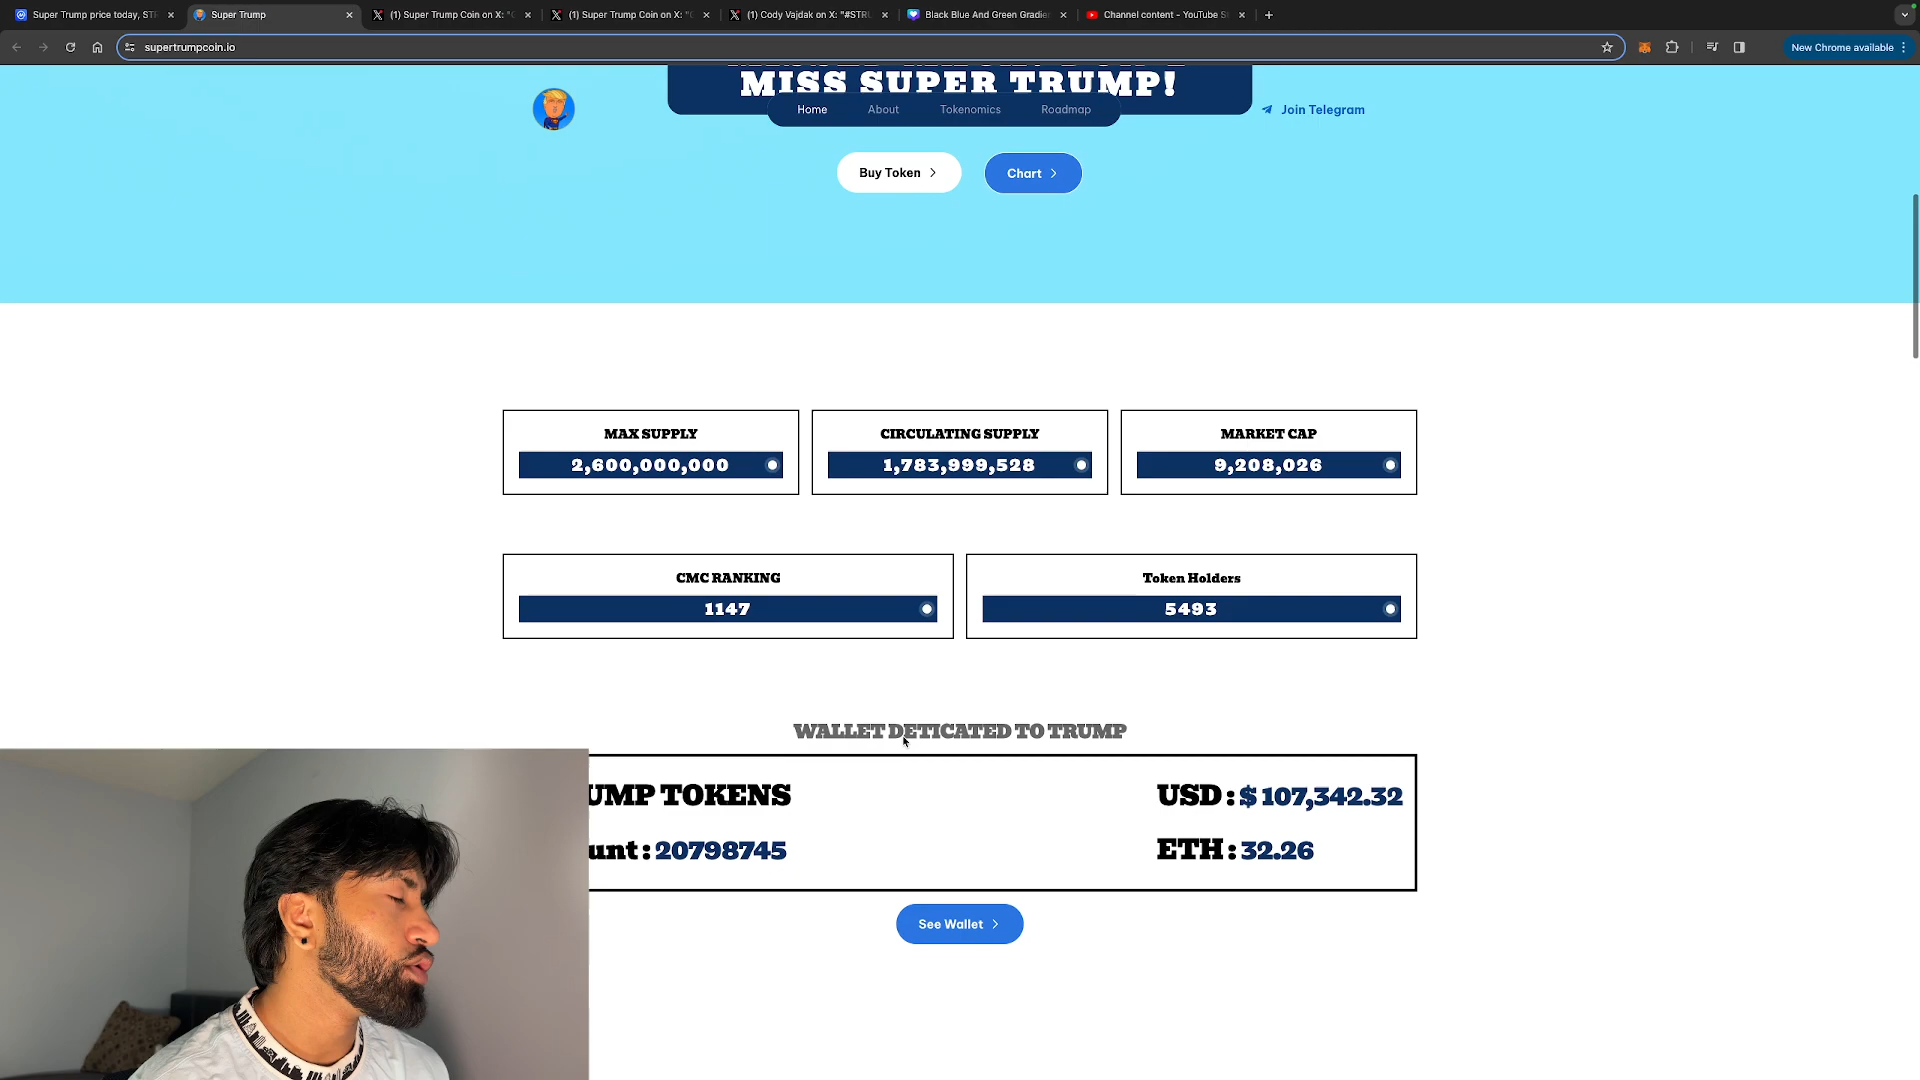 Super Trump price today, STR
Super Trump
(1) Super Trump Coin on X: "
(1) Super Trump Coin on X: "
(1) Cody Vajdak on X: "#STRU
Black Blue And Green Gradie
Channel content - YouTube S
supertrumpcoin.io
New Chrome available
MISS SUPER TRUMP!
Home
About
Tokenomics
Roadmap
Join Telegram
Buy Token
Chart
MAX SUPPLY
2,600,000,000
CIRCULATING SUPPLY
1,783,999,528
MARKET CAP
9,208,026
CMC RANKING
1147
Token Holders
5493
WALLET DETICATED TO TRUMP
UMP TOKENS
USD : $ 107,342.32
unt : 20798745
ETH : 32.26
See Wallet